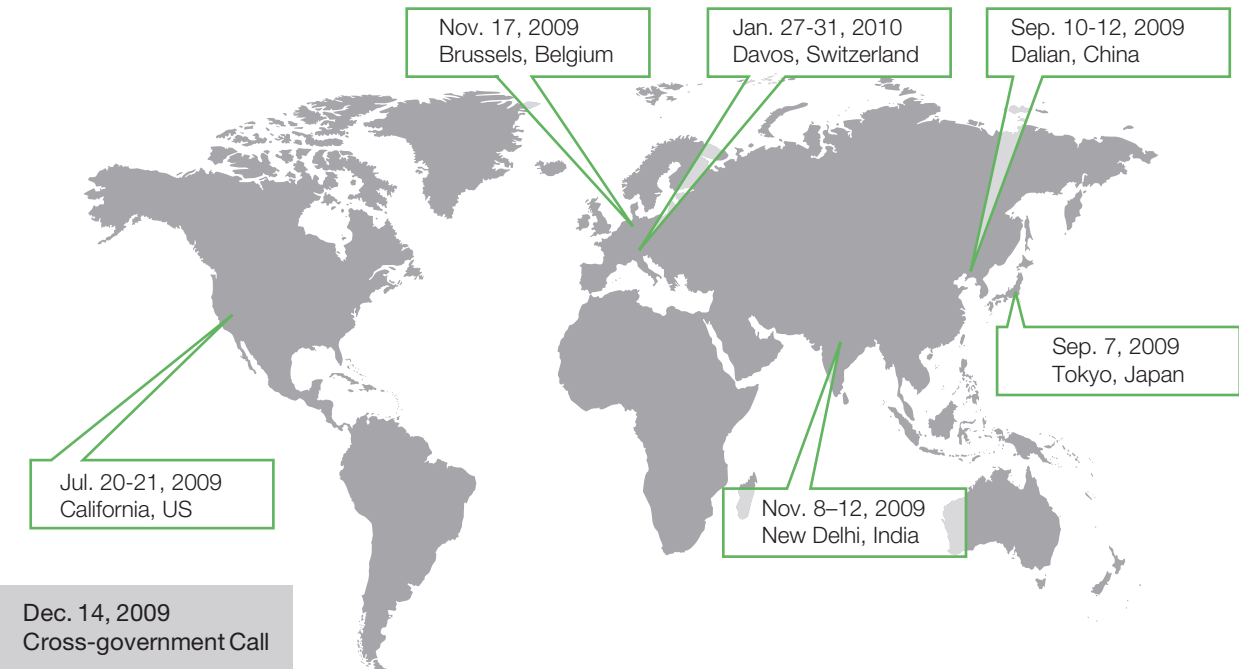 Nov. 17, 2009
Brussels, Belgium
Jan. 27-31, 2010
Davos, Switzerland
Sep. 10-12, 2009
Dalian, China
Sep. 7, 2009
Tokyo, Japan
Jul. 20-21, 2009
California, US
Nov. 8–12, 2009
New Delhi, India
Dec. 14, 2009
Cross-government Call